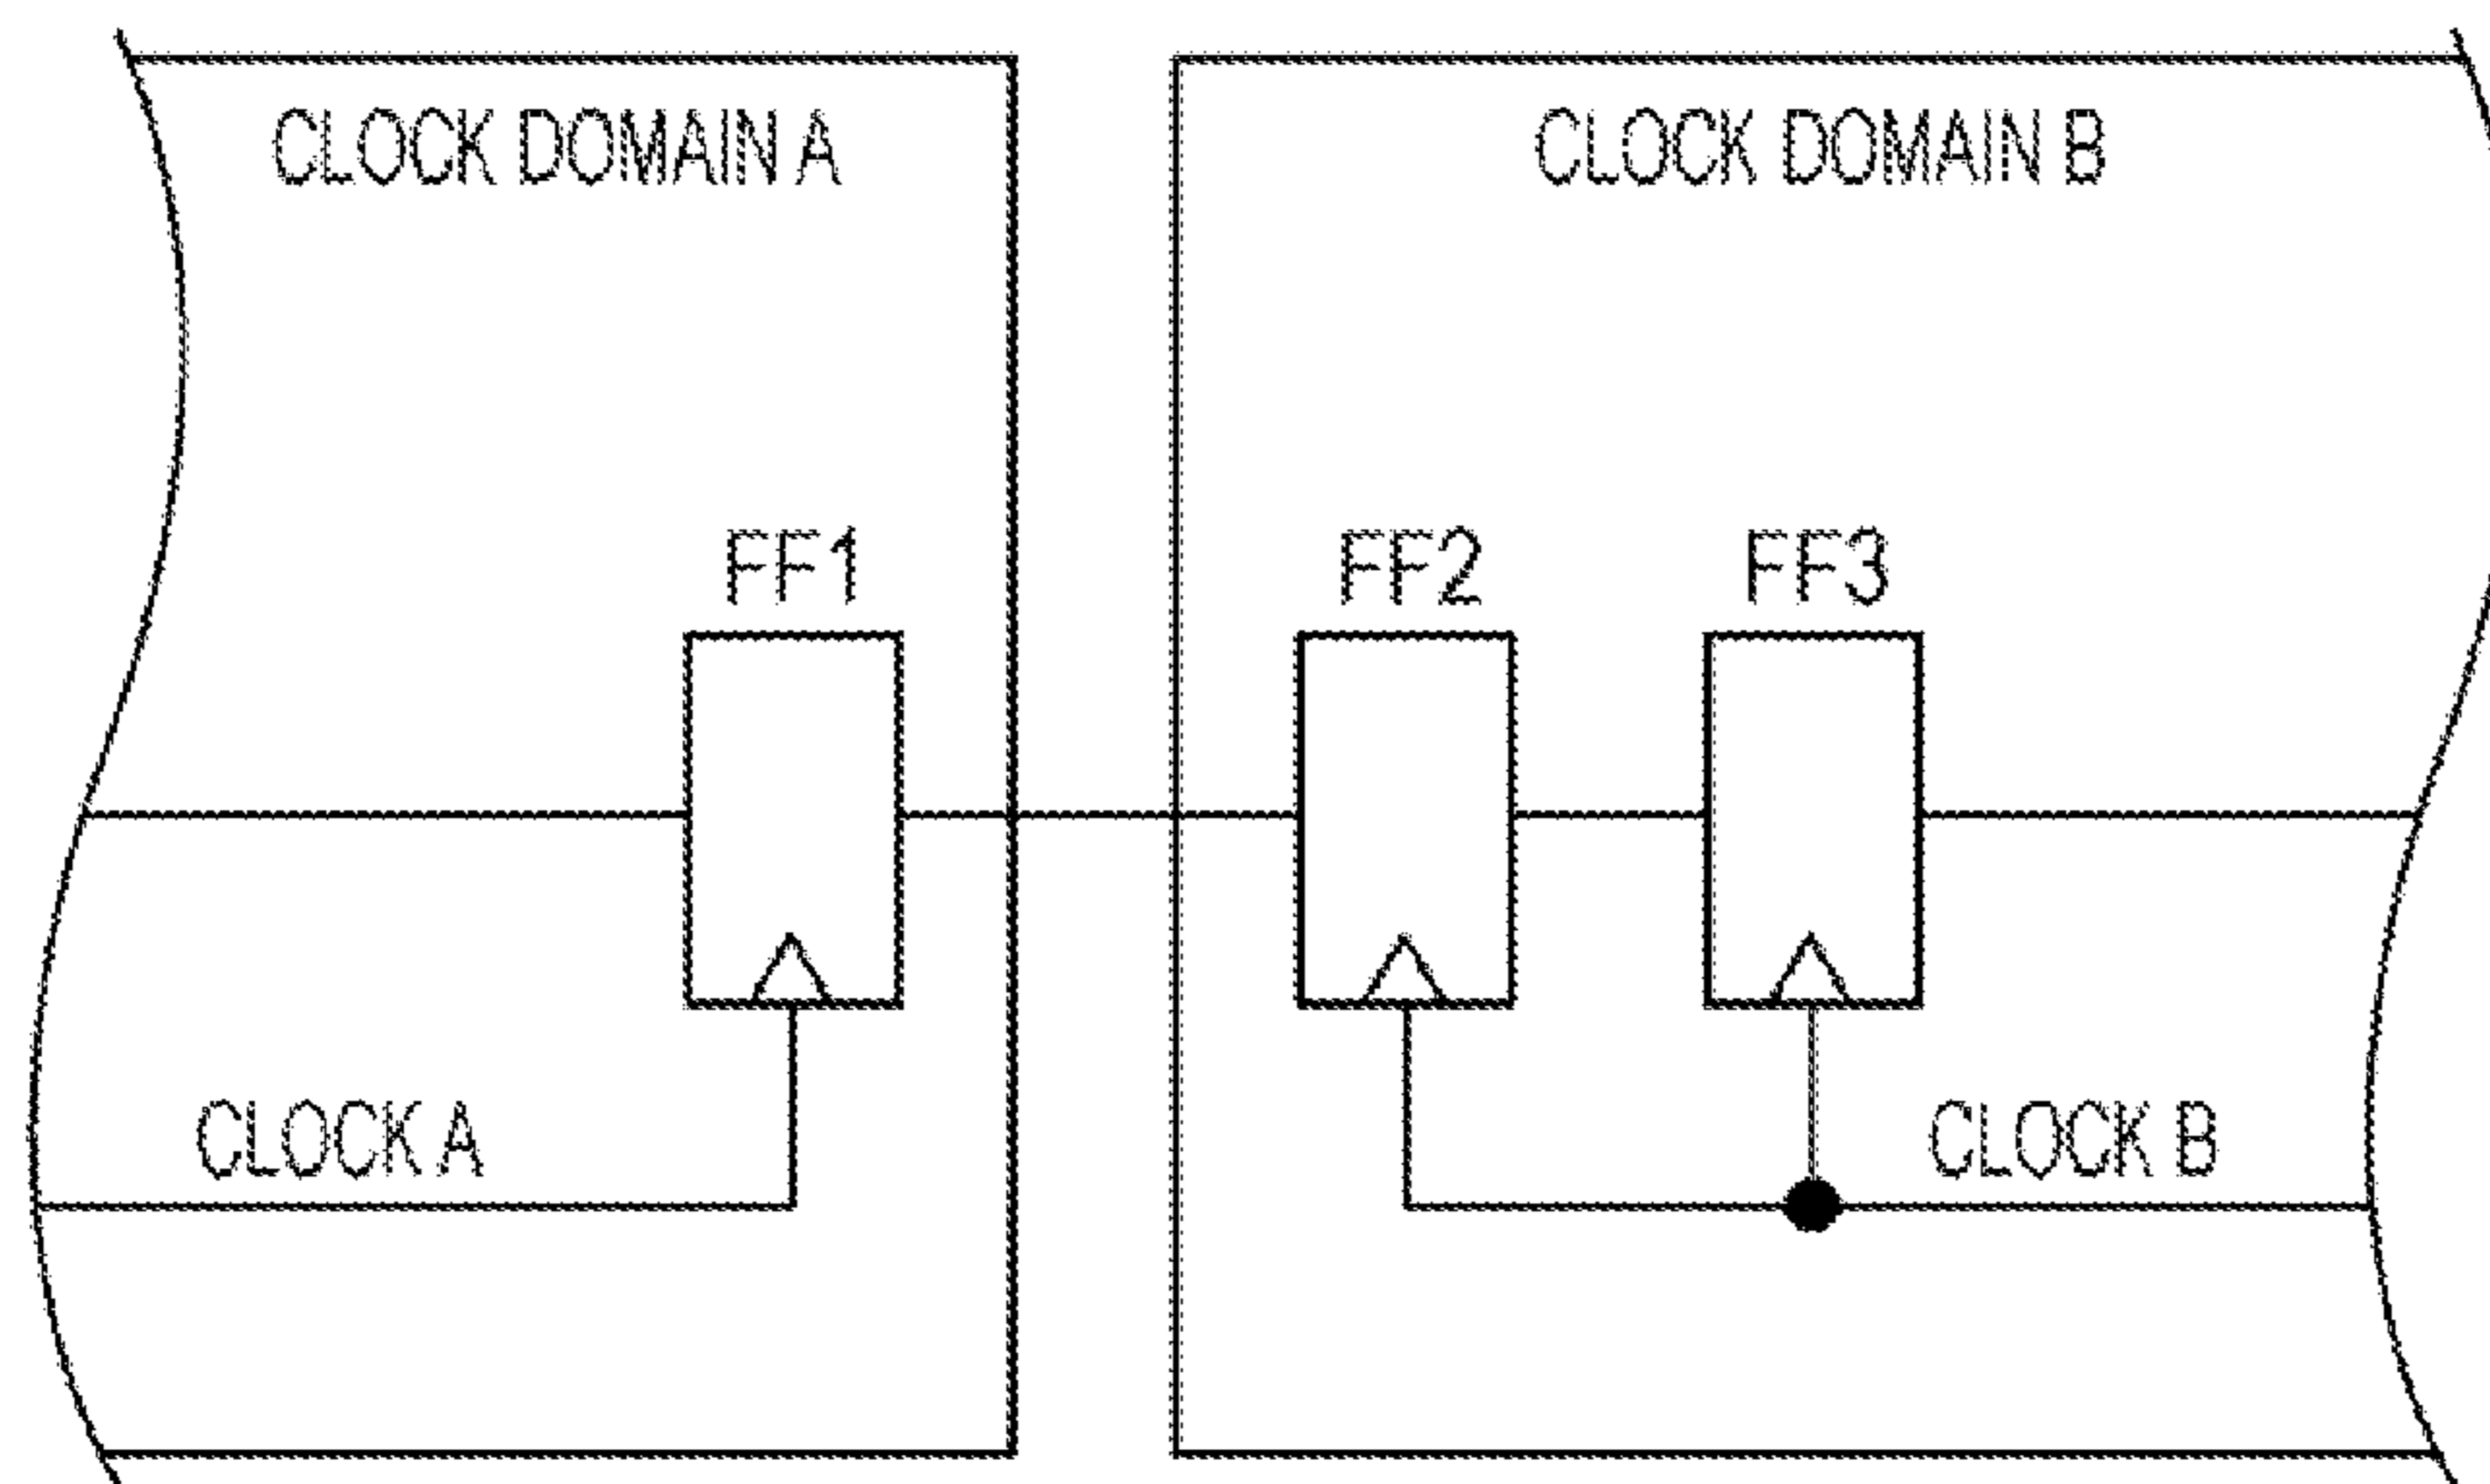 CLOCK DOMAIN A
CLOCK DOMAIN B
FF1
FF2
FF3
CLOCK A
CLOCK B